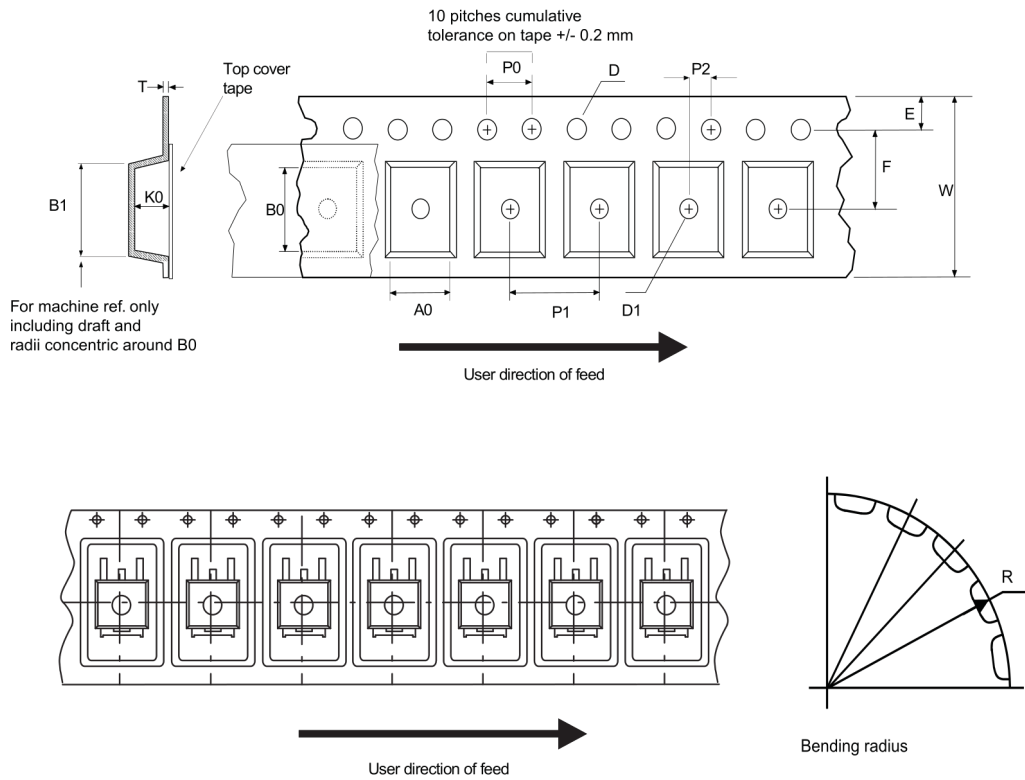 10 pitches cumulative
tolerance on tape +/- 0.2 mm
P0
D
P2
T
Top cover
tape
E
F
W
K0
B1
B0
For machine ref. only
including draft and
radii concentric around B0
A0
P1
D1
User direction of feed
R
Bending radius
User direction of feed